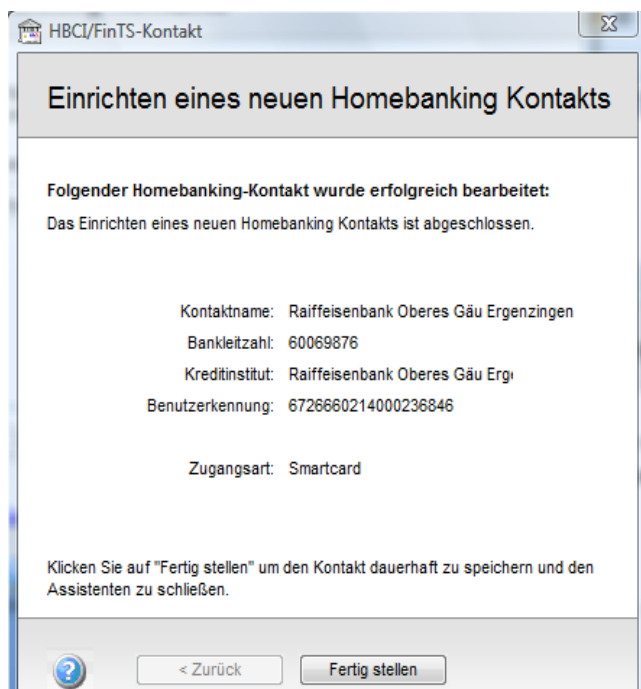 HBCI/FinTS-Kontakt
Einrichten eines neuen Homebanking Kontakts
Folgender Homebanking-Kontakt wurde erfolgreich bearbeitet:
Das Einrichten eines neuen Homebanking Kontakts ist abgeschlossen.
Kontaktname: Raiffeisenbank Oberes Gäu Ergenzingen
Bankleitzahl: 60069876
Kreditinstitut: Raiffeisenbank Oberes Gäu Erge
Benutzerkennung: 6726660214000236846
Zugangsart: Smartcard
Klicken Sie auf "Fertig stellen" um den Kontakt dauerhaft zu speichern und den
Assistenten zu schließen.
? < Zurück Fertig stellen